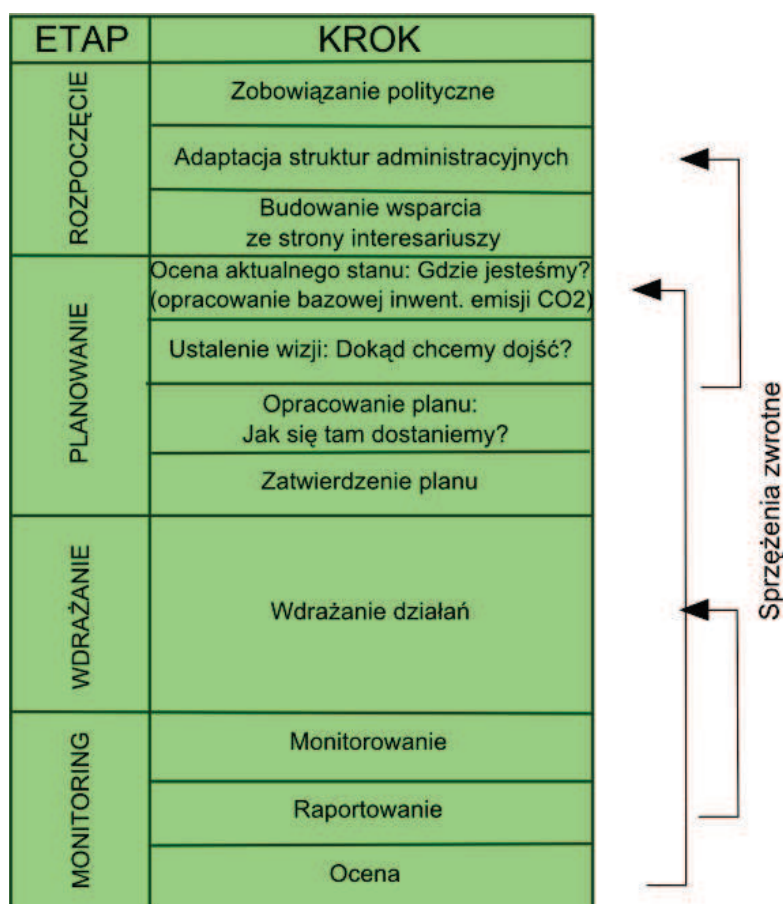 ETAP
KROK
ROZPOCZĘCIE
Zobowiązanie polityczne
Adaptacja struktur administracyjnych
Budowanie wsparcia
ze strony interesariuszy
PLANOWANIE
Ocena aktualnego stanu: Gdzie jesteśmy?
(opracowanie bazowej inwent. emisji CO2)
Ustalenie wizji: Dokąd chcemy dojść?
Opracowanie planu:
Jak się tam dostaniemy?
Zatwierdzenie planu
WDRAŻANIE
Wdrażanie działań
MONITORING
Monitorowanie
Raportowanie
Ocena
Sprzężenia zwrotne